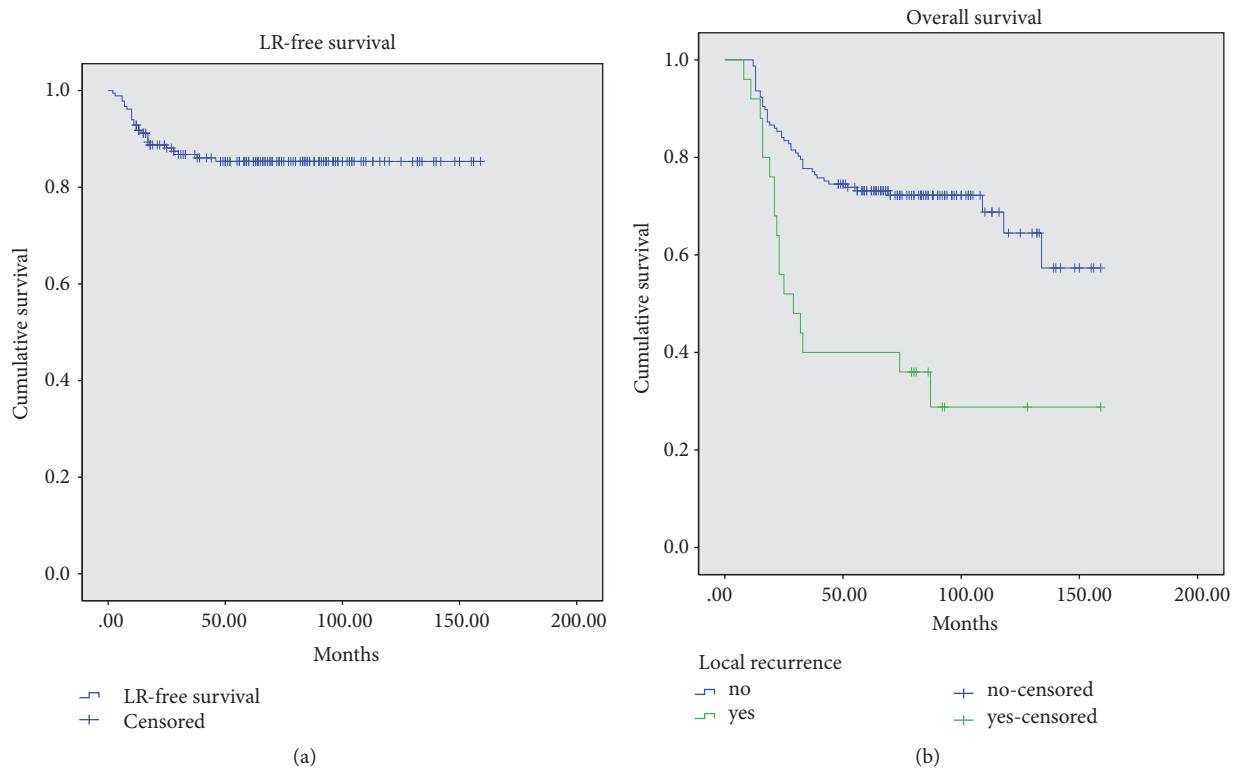 LR-free survival
1.0
0.8
0.6
0.4
0.2
0.0
Cumulative survival
.00 50.00 100.00 150.00 200.00
Months
LR-free survival
Censored
(a)
Overall survival
1.0
0.8
0.6
0.4
0.2
0.0
Cumulative survival
.00 50.00 100.00 150.00 200.00
Months
Local recurrence
no no-censored
yes yes-censored
(b)